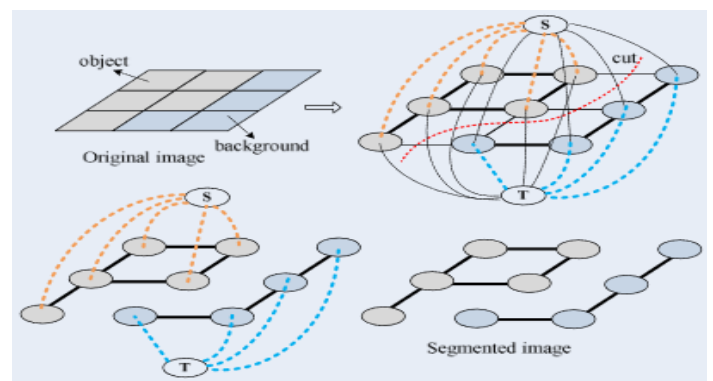 object
S
cut
background
Original image
T
S
T
Segmented image